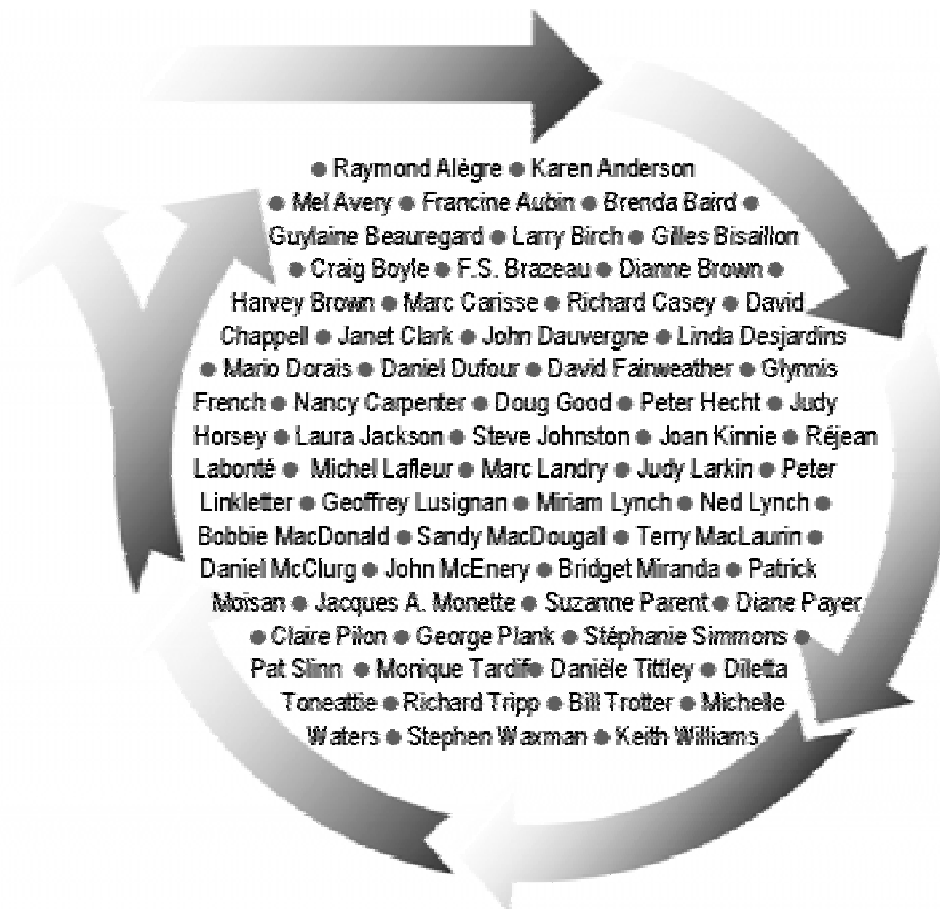 ● Raymond Alègre ● Karen Anderson
● Mel Avery ● Francine Aubin ● Brenda Baird ●
Guylaine Beauregard ● Larry Birch ● Gilles Bisaillon
● Craig Boyle ● F.S. Brazeau ● Dianne Brown ●
Harvey Brown ● Marc Carisse ● Richard Casey ● David
Chappell ● Janet Clark ● John Dauvergne ● Linda Desjardins
● Mario Dorais ● Daniel Dufour ● David Fairweather ● Glynnis
French ● Nancy Carpenter ● Doug Good ● Peter Hecht ● Judy
Horsey ● Laura Jackson ● Steve Johnston ● Joan Kinnie ● Réjean
Labonté ● Michel Lafleur ● Marc Landry ● Judy Larkin ● Peter
Linkletter ● Geoffrey Lusignan ● Miriam Lynch ● Ned Lynch ●
Bobbie MacDonald ● Sandy MacDougall ● Terry MacLaurin ●
Daniel McClurg ● John McEnery ● Bridget Miranda ● Patrick
Moisan ● Jacques A. Monette ● Suzanne Parent ● Diane Payer
● Claire Pilon ● George Plank ● Stéphanie Simmons ●
Pat Slinn ● Monique Tardif ● Danièle Tittley ● Diletta
Toneattie ● Richard Tripp ● Bill Trotter ● Michelle
Waters ● Stephen Waxman ● Keith Williams